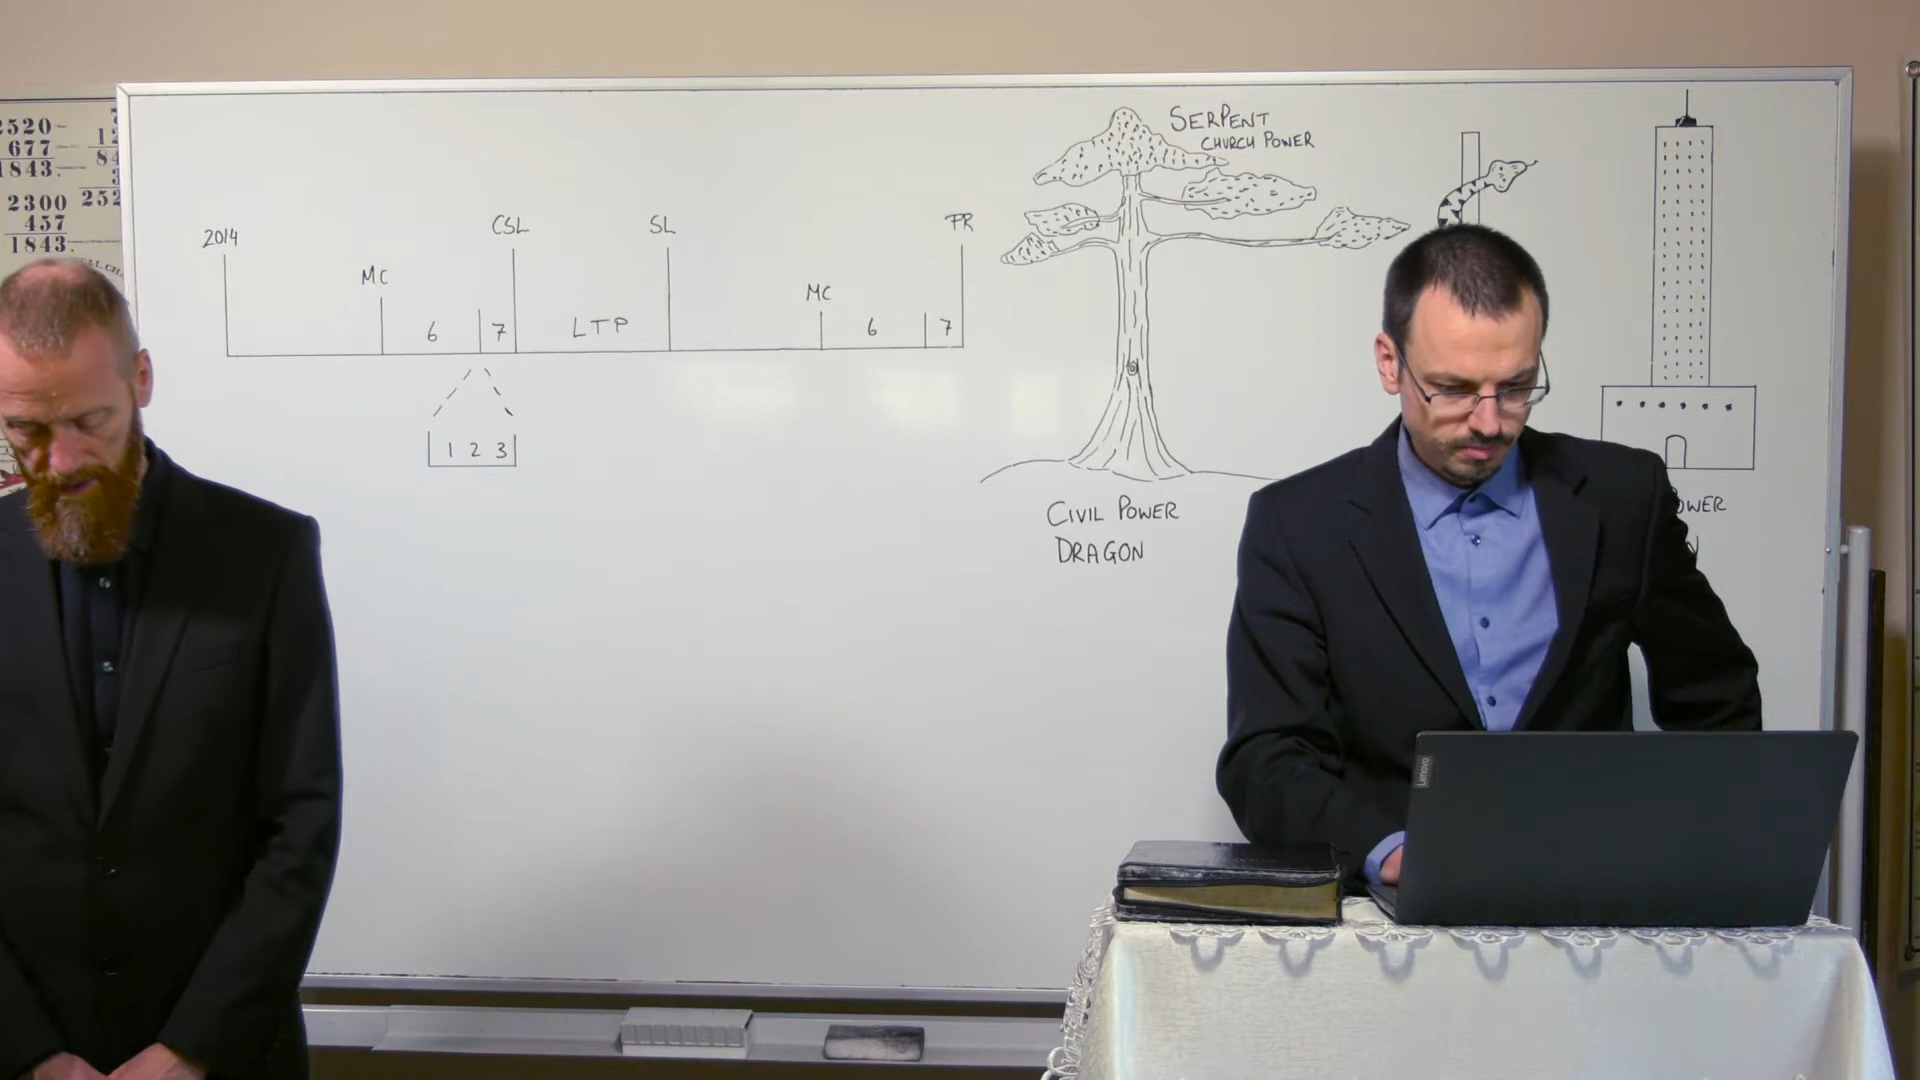 2520
677
1843.
2300
457
1843.
252
2014
MC
6
7
CSL
LTP
SL
MC
6
7
PR
1 2 3
SERPENT
CHURCH POWER
CIVIL POWER
DRAGON
OWER
N
Lenovo